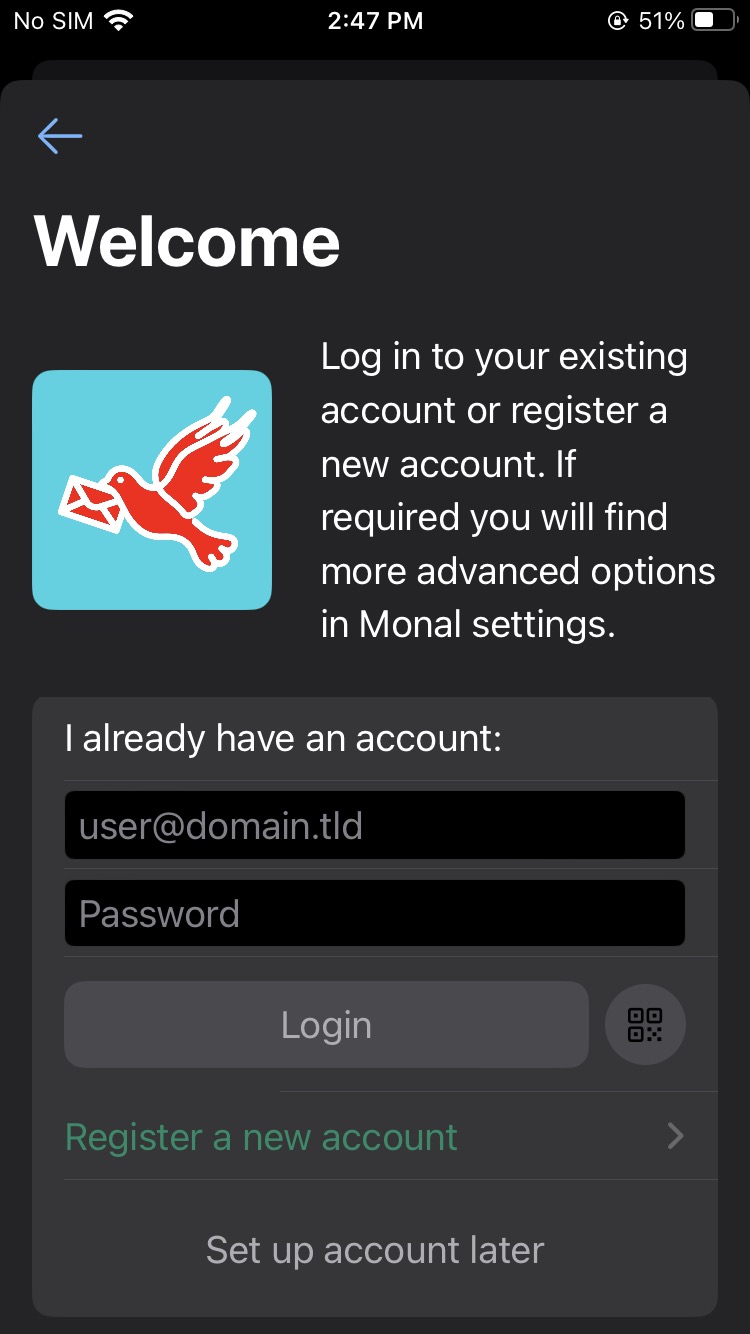 No SIM 2:47 PM 51%
Welcome
Log in to your existing
account or register a
new account. If
required you will find
more advanced options
in Monal settings.
I already have an account:
user@domain.tld
Password
Login
Register a new account
Set up account later